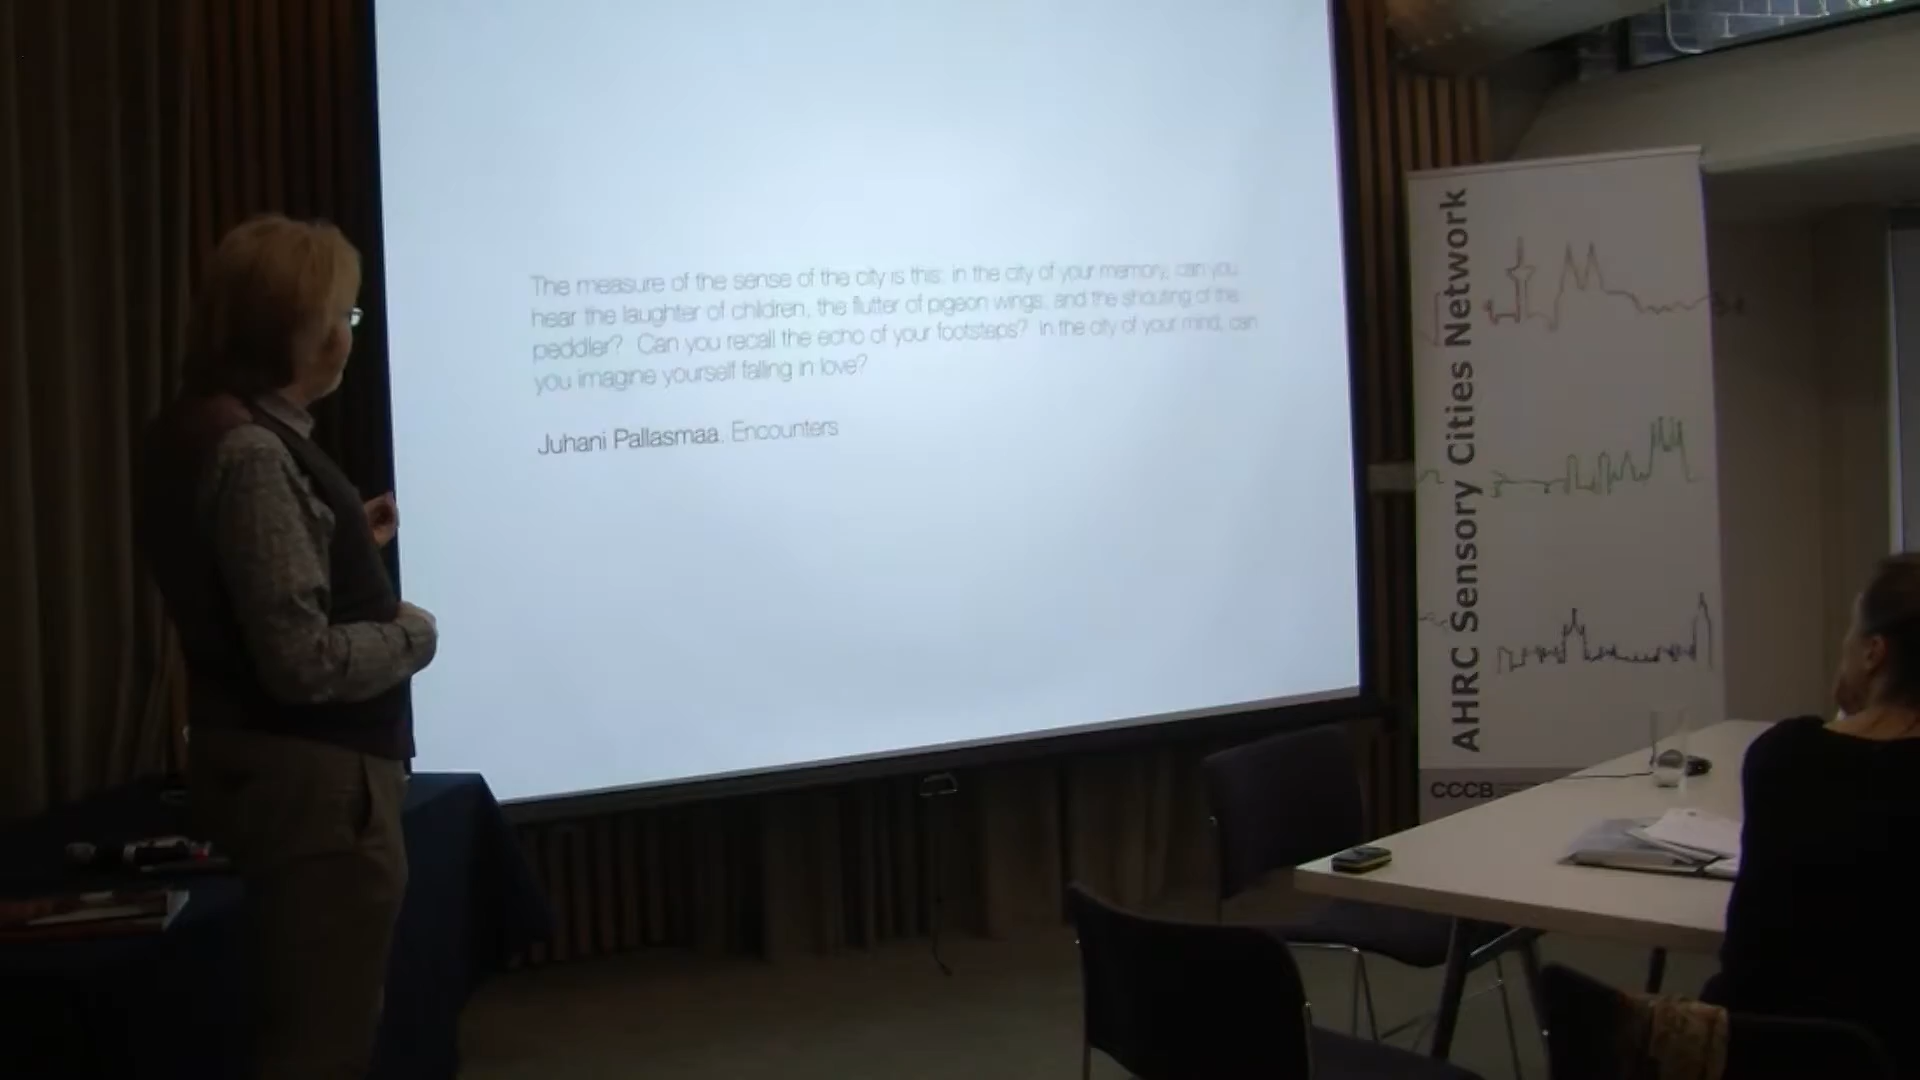 The measure of the sense of the city is this: in the city of your memory, can you
hear the laughter of children, the flutter of pigeon wings, and the shouting of the
peddler? Can you recall the echo of your footsteps? In the city of your mind, can
you imagine yourself falling in love?
Juhani Pallasmaa. Encounters
AHRC Sensory Cities Network
CCCB